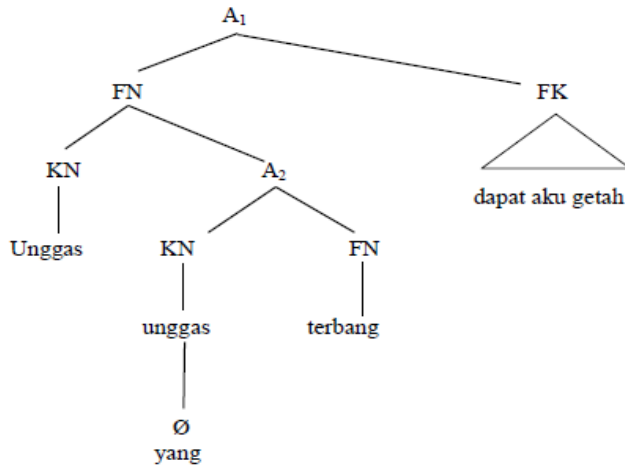 A₁
FN FK
KN A₂
dapat aku getah
Unggas KN FN
unggas terbang
Ø
yang